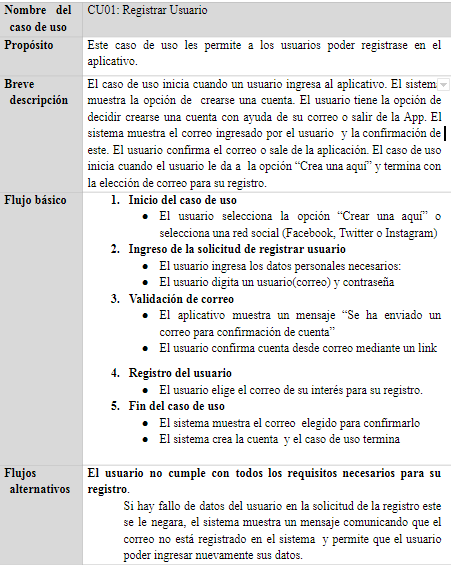 Nombre del caso de uso
CU01: Registrar Usuario
Propósito
Este caso de uso les permite a los usuarios poder registrase en el
aplicativo.
Breve descripción
El caso de uso inicia cuando un usuario ingresa al aplicativo. El sistema
muestra la opción de crearse una cuenta. El usuario tiene la opción de
decidir crearse una cuenta con ayuda de su correo o salir de la App. El
sistema muestra el correo ingresado por el usuario y la confirmación de
este. El usuario confirma el correo o sale de la aplicación. El caso de uso
inicia cuando el usuario le da a la opción “Crea una aquí” y termina con
la elección de correo para su registro.
Flujo básico
1. Inicio del caso de uso
● El usuario selecciona la opción “Crear una aquí” o
selecciona una red social (Facebook, Twitter o Instagram)
2. Ingreso de la solicitud de registrar usuario
● El usuario ingresa los datos personales necesarios:
● El usuario digita un usuario(correo) y contraseña
3. Validación de correo
● El aplicativo muestra un mensaje “Se ha enviado un
correo para confirmación de cuenta”
● El usuario confirma cuenta desde correo mediante un link
4. Registro del usuario
● El usuario elige el correo de su interés para su registro.
5. Fin del caso de uso
● El sistema muestra el correo elegido para confirmarlo
● El sistema crea la cuenta y el caso de uso termina
Flujos alternativos
El usuario no cumple con todos los requisitos necesarios para su
registro.
Si hay fallo de datos del usuario en la solicitud de la registro este
se le negara, el sistema muestra un mensaje comunicando que el
correo no está registrado en el sistema y permite que el usuario
poder ingresar nuevamente sus datos.